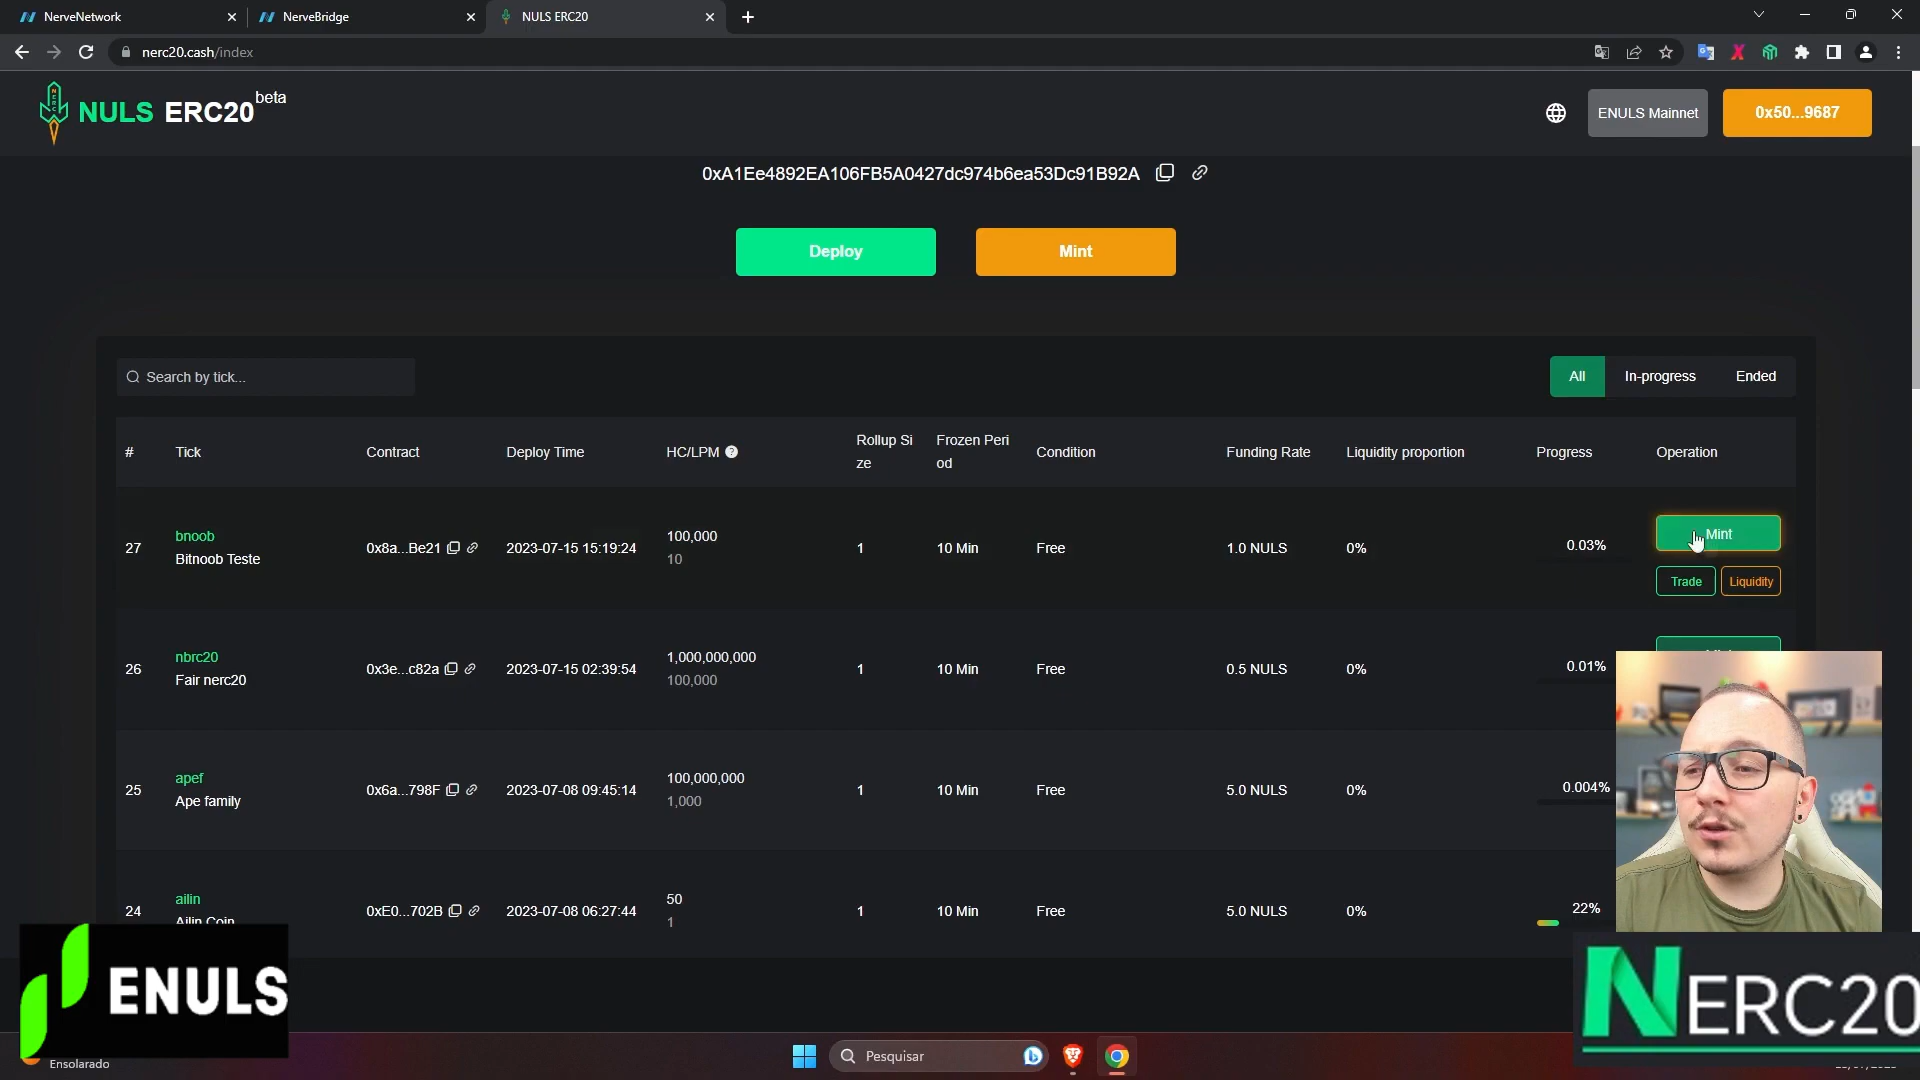 NerveNetwork
NerveBridge
NULS ERC20
nerc20.cash/index
NULS ERC20 beta
ENULS Mainnet
0x50...9687
0xA1Ee4892EA106FB5A0427dc974b6ea53Dc91B92A
Deploy
Mint
Search by tick...
All
In-progress
Ended
# Tick Contract Deploy Time HC/LPM ? Rollup Si Frozen Peri Condition Funding Rate Liquidity proportion Progress Operation
ze od
27 bnoob 0x8a...Be21 2023-07-15 15:19:24 100,000 1 10 Min Free 1.0 NULS 0% 0.03% Mint
Bitnoob Teste 10 Trade Liquidity
26 nbrc20 0x3e...c82a 2023-07-15 02:39:54 1,000,000,000 1 10 Min Free 0.5 NULS 0% 0.01%
Fair nerc20 100,000
25 apef 0x6a...798F 2023-07-08 09:45:14 100,000,000 1 10 Min Free 5.0 NULS 0% 0.004%
Ape family 1,000
24 ailin 0xE0...702B 2023-07-08 06:27:44 50 1 10 Min Free 5.0 NULS 0% 22%
Ailin Coin 1
ENULS
NERC20
Ensolarado
Pesquisar